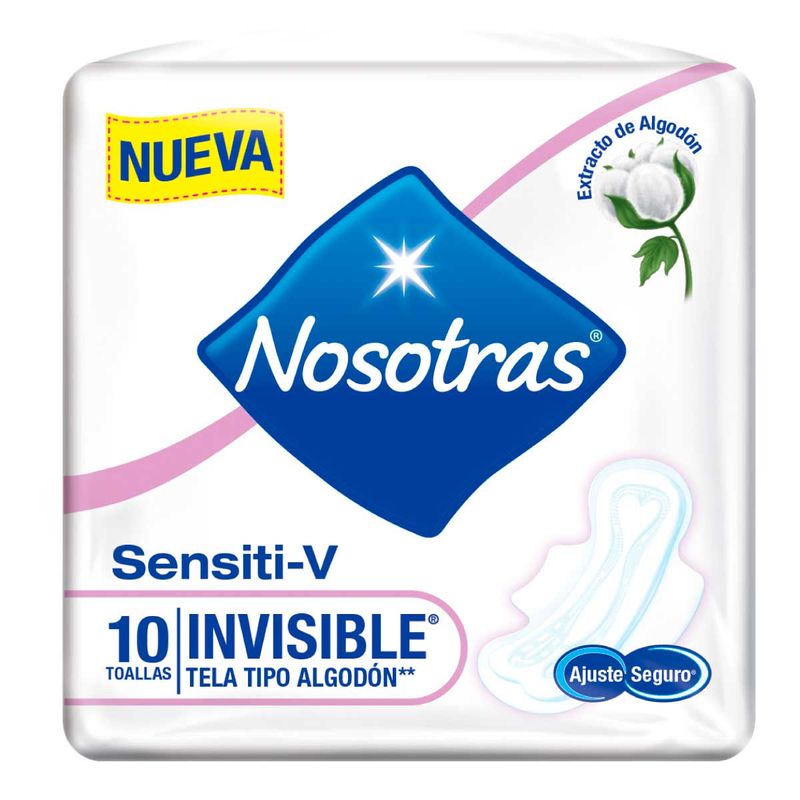 NUEVA
Extracto de Algodón
Nosotras®
Sensiti-V
10
TOALLAS
INVISIBLE®
TELA TIPO ALGODÓN**
Ajuste Seguro®